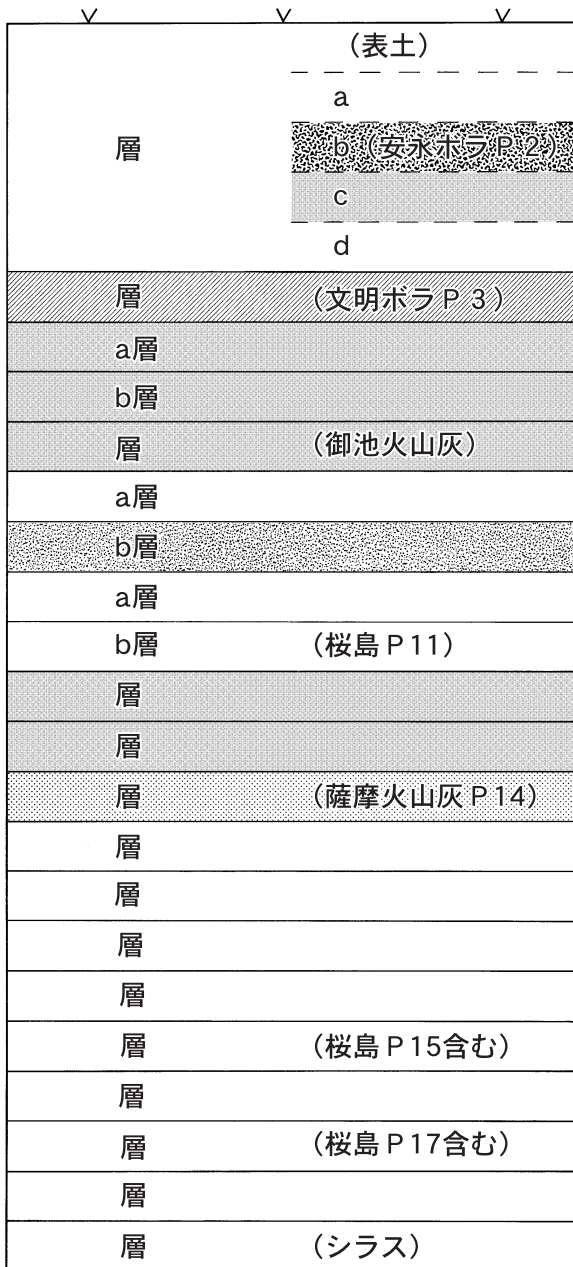 (表土)
a
層 b(安永ボラP2)
c
d
層 (文明ボラP3)
a層
b層
層 (御池火山灰)
a層
b層
a層
b層 (桜島P11)
層
層
層 (薩摩火山灰P14)
層
層
層
層
層 (桜島P15含む)
層
層 (桜島P17含む)
層
層 (シラス)